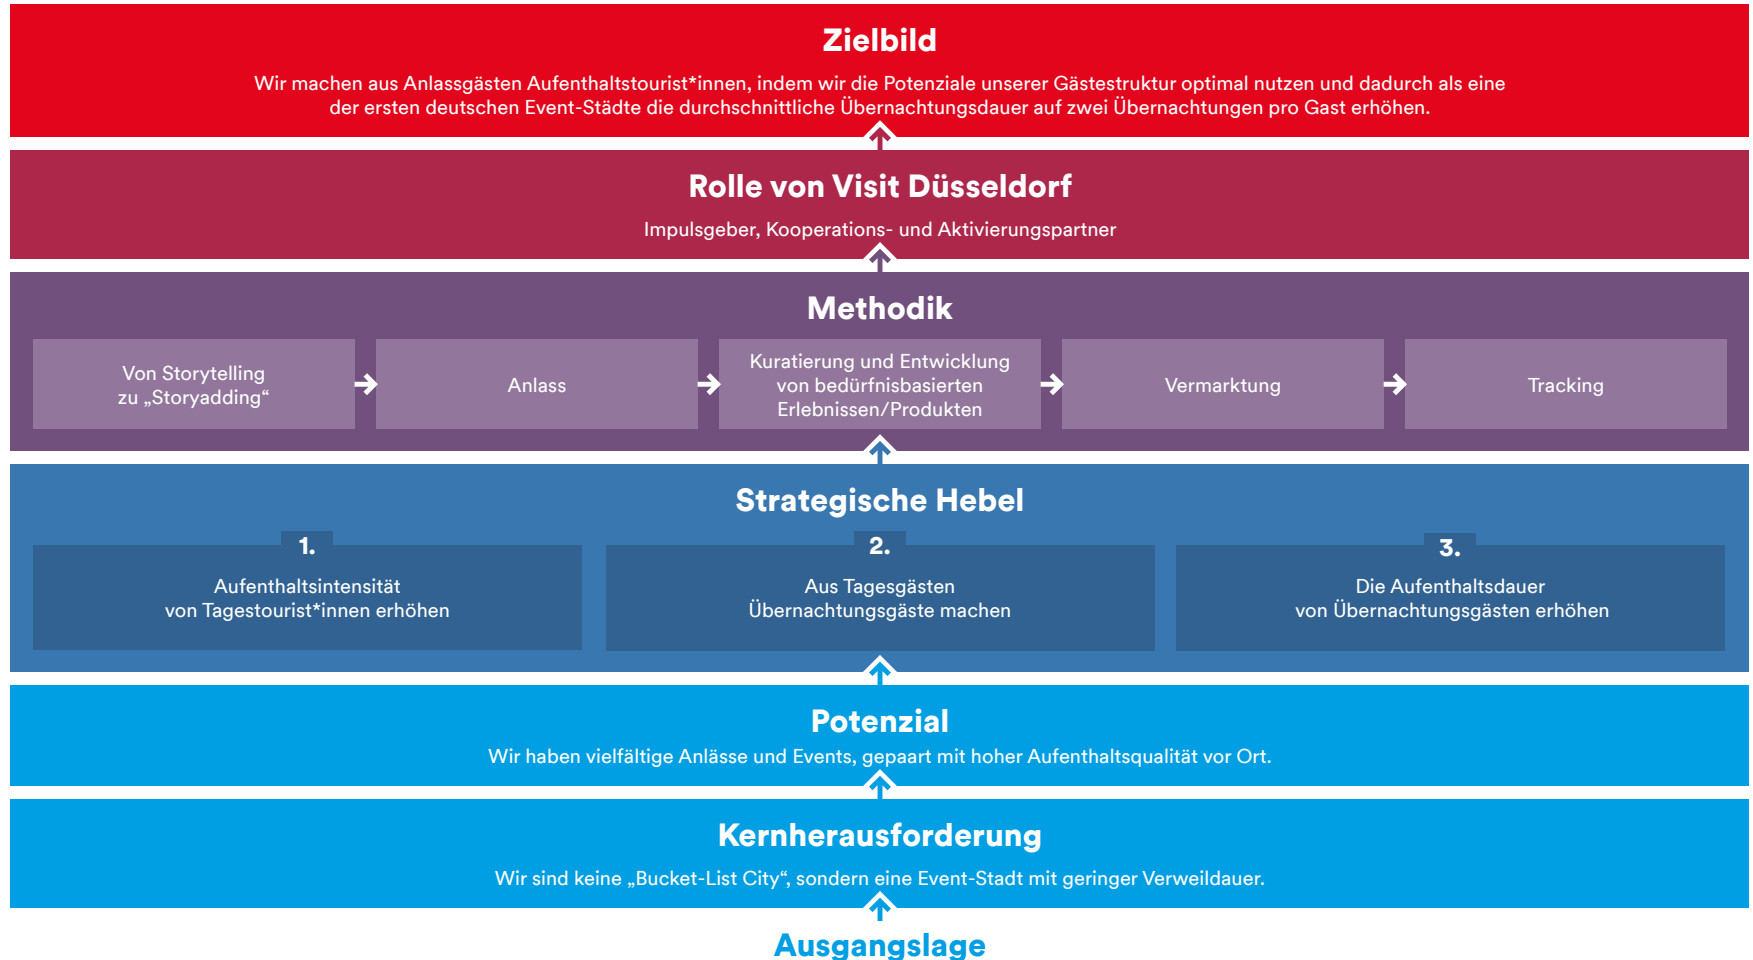 Zielbild
Wir machen aus Anlassgästen Aufenthaltstourist*innen, indem wir die Potenziale unserer Gästestruktur optimal nutzen und dadurch als eine
der ersten deutschen Event-Städte die durchschnittliche Übernachtungsdauer auf zwei Übernachtungen pro Gast erhöhen.
Rolle von Visit Düsseldorf
Impulsgeber, Kooperations- und Aktivierungspartner
Methodik
Von Storytelling
zu „Storyadding“
Anlass
Kuratierung und Entwicklung
von bedürfnisbasierten
Erlebnissen/Produkten
Vermarktung
Tracking
Strategische Hebel
1.
Aufenthaltsintensität
von Tagestourist*innen erhöhen
2.
Aus Tagesgästen
Übernachtungsgäste machen
3.
Die Aufenthaltsdauer
von Übernachtungsgästen erhöhen
Potenzial
Wir haben vielfältige Anlässe und Events, gepaart mit hoher Aufenthaltsqualität vor Ort.
Kernherausforderung
Wir sind keine „Bucket-List City“, sondern eine Event-Stadt mit geringer Verweildauer.
Ausgangslage